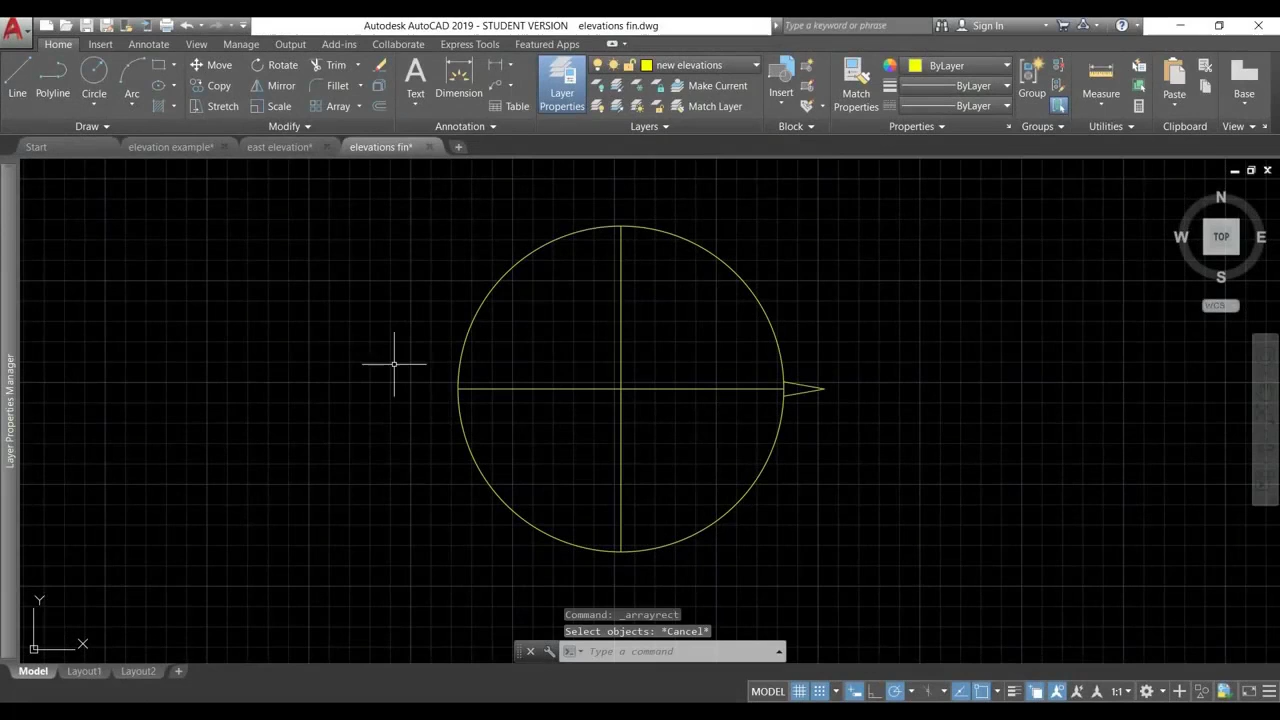 Autodesk AutoCAD 2019 - STUDENT VERSION elevations fin.dwg
Type a keyword or phrase
Sign In
Home Insert Annotate View Manage Output Add-ins Collaborate Express Tools Featured Apps
Line Polyline Circle Arc
Move Rotate Trim
Copy Mirror Fillet
Stretch Scale Array
Text Dimension Table
Layer Properties
new elevations
Make Current
Match Layer
Insert
Match Properties
ByLayer
ByLayer
ByLayer
Group
Measure
Paste
Base
Draw Modify Annotation Layers Block Properties Groups Utilities Clipboard View
Start elevation example* east elevation* elevations fin*
N
W TOP E
S
WCS
Layer Properties Manager
Y
X
Command: _arrayrect
Select objects: *Cancel*
Type a command
Model Layout1 Layout2
MODEL 1:1